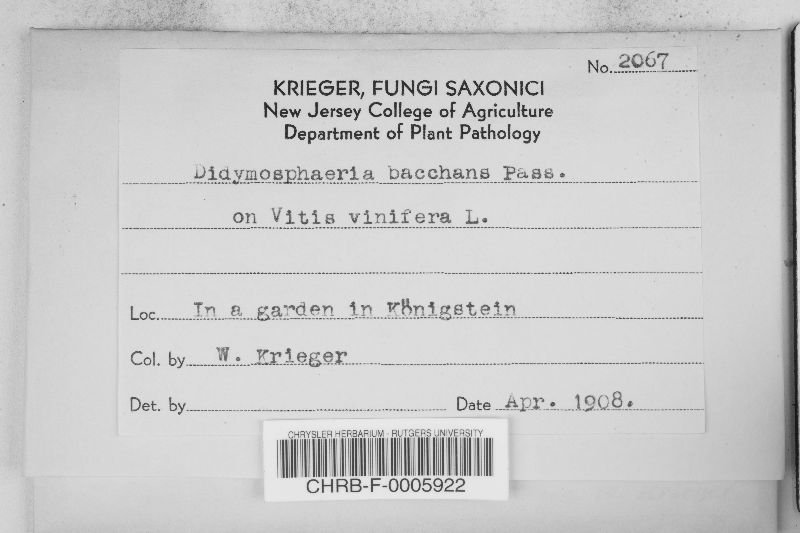 No. 2067
KRIEGER, FUNGI SAXONICI
New Jersey College of Agriculture
Department of Plant Pathology
Didymosphaeria bacchans Pass.
on Vitis vinifera L.
Loc. In a garden in Königstein
Col. by W. Krieger
Det. by Date Apr. 1908.
CHRYSLER HERBARIUM - RUTGERS UNIVERSITY
CHRB-F-0005922